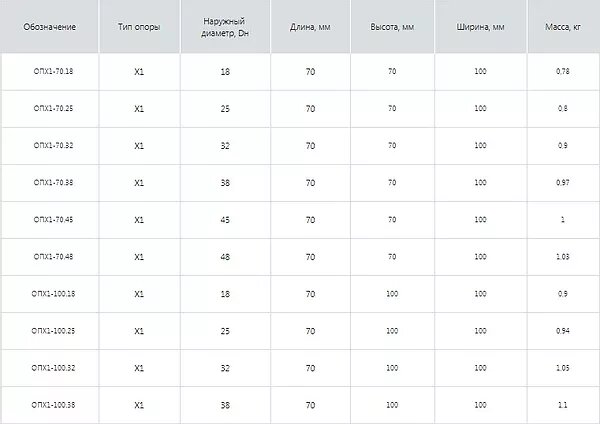 Обозначение Тип опоры Наружный диаметр, Dн Длина, мм Высота, мм Ширина, мм Масса, кг
ОПХ1-70.18 Х1 18 70 70 100 0,78
ОПХ1-70.25 Х1 25 70 70 100 0,8
ОПХ1-70.32 Х1 32 70 70 100 0,9
ОПХ1-70.38 Х1 38 70 70 100 0,97
ОПХ1-70.45 Х1 45 70 70 100 1
ОПХ1-70.48 Х1 48 70 70 100 1,03
ОПХ1-100.18 Х1 18 70 100 100 0,9
ОПХ1-100.25 Х1 25 70 100 100 0,94
ОПХ1-100.32 Х1 32 70 100 100 1,05
ОПХ1-100.38 Х1 38 70 100 100 1,1